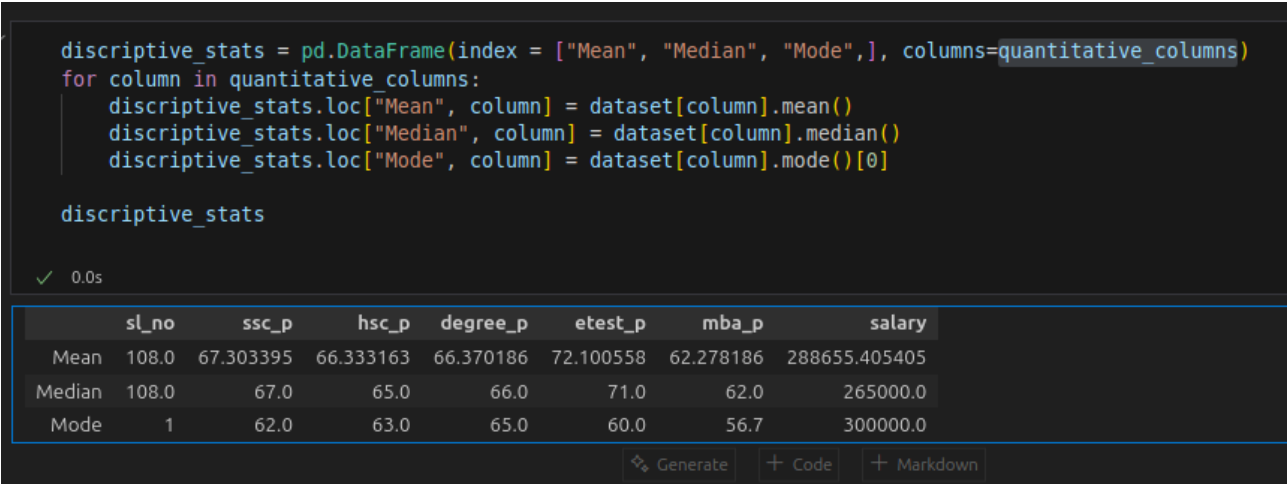 discriptive_stats = pd.DataFrame(index = ["Mean", "Median", "Mode",], columns=quantitative_columns)
for column in quantitative_columns:
    discriptive_stats.loc["Mean", column] = dataset[column].mean()
    discriptive_stats.loc["Median", column] = dataset[column].median()
    discriptive_stats.loc["Mode", column] = dataset[column].mode()[0]
discriptive_stats
0.0s
sl_no ssc_p hsc_p degree_p etest_p mba_p salary
Mean 108.0 67.303395 66.333163 66.370186 72.100558 62.278186 288655.405405
Median 108.0 67.0 65.0 66.0 71.0 62.0 265000.0
Mode 1 62.0 63.0 65.0 60.0 56.7 300000.0
Generate + Code + Markdown